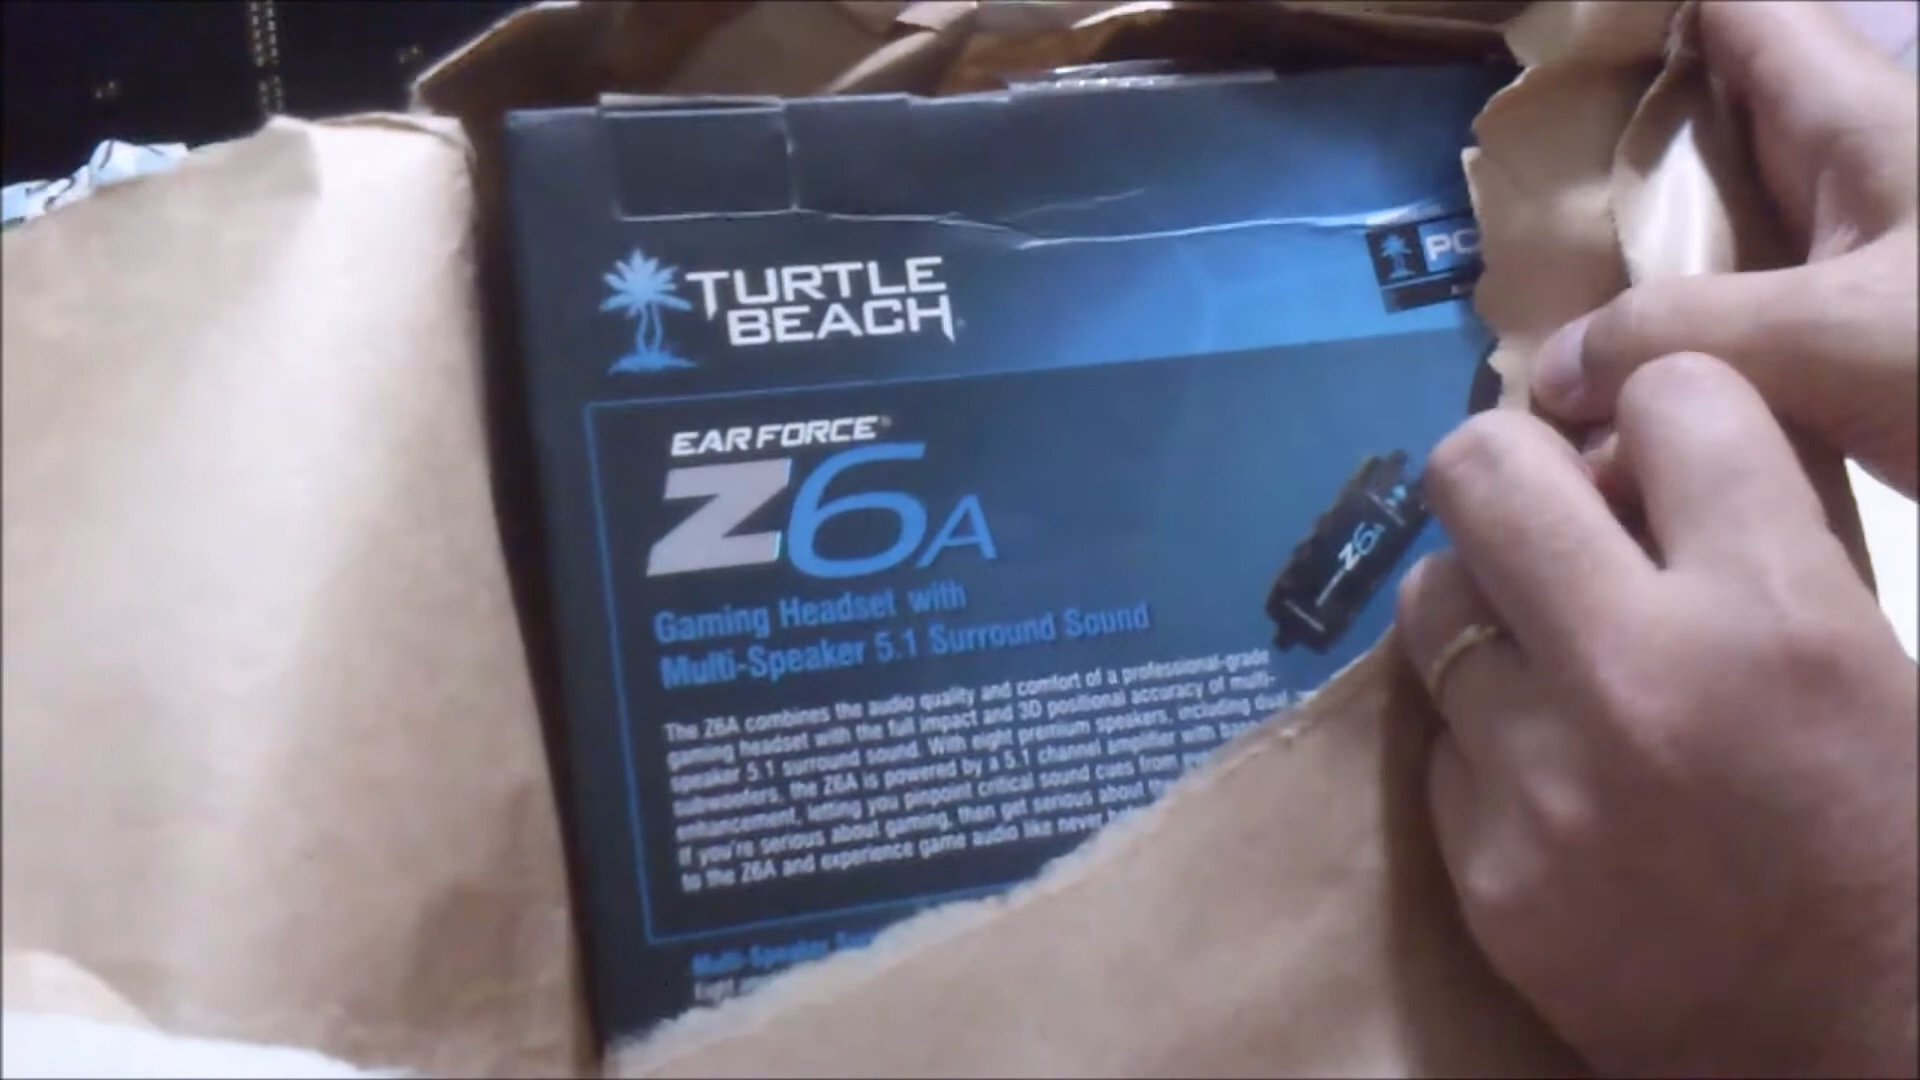 TURTLE
BEACH
PC
EAR FORCE®
Z6A
Z6A
Gaming Headset with
Multi-Speaker 5.1 Surround Sound
The Z6A combines the audio quality and comfort of a professional-grade
gaming headset with the full impact and 3D positional accuracy of multi-
speaker 5.1 surround sound. With eight premium speakers, including dual
subwoofers, the Z6A is powered by a 5.1 channel amplifier with
enhancement, letting you pinpoint critical sound cues from
If you're serious about gaming, then get serious about
to the Z6A and experience game audio like never
Multi-Speaker
Eight